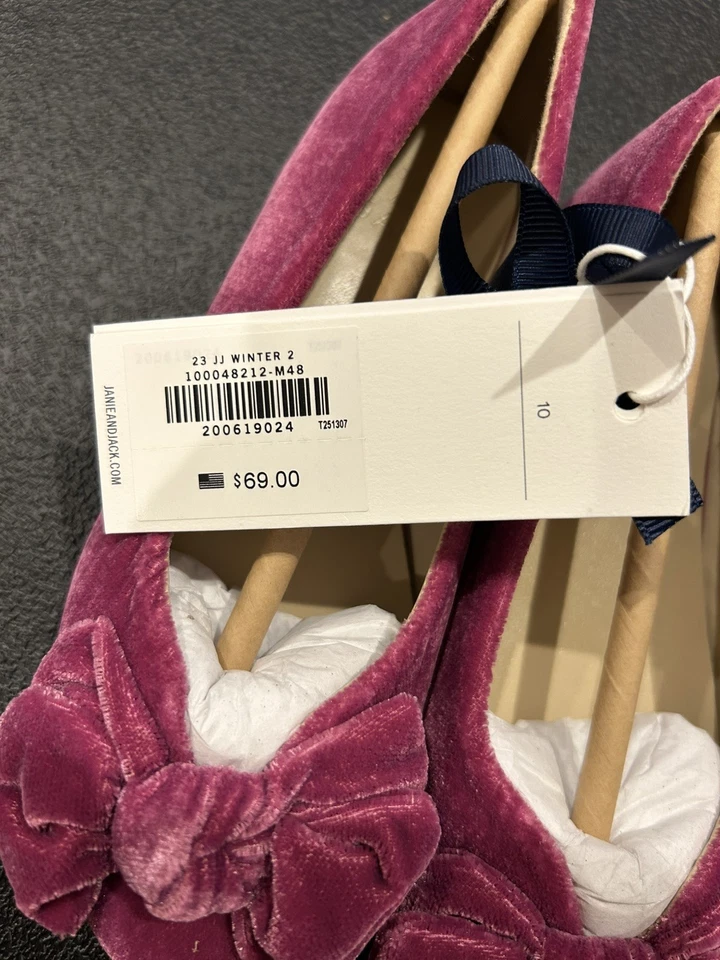 JANIEANDJACK.COM
23 JJ WINTER 2
100048212-M48
200619024
T251307
$69.00
10